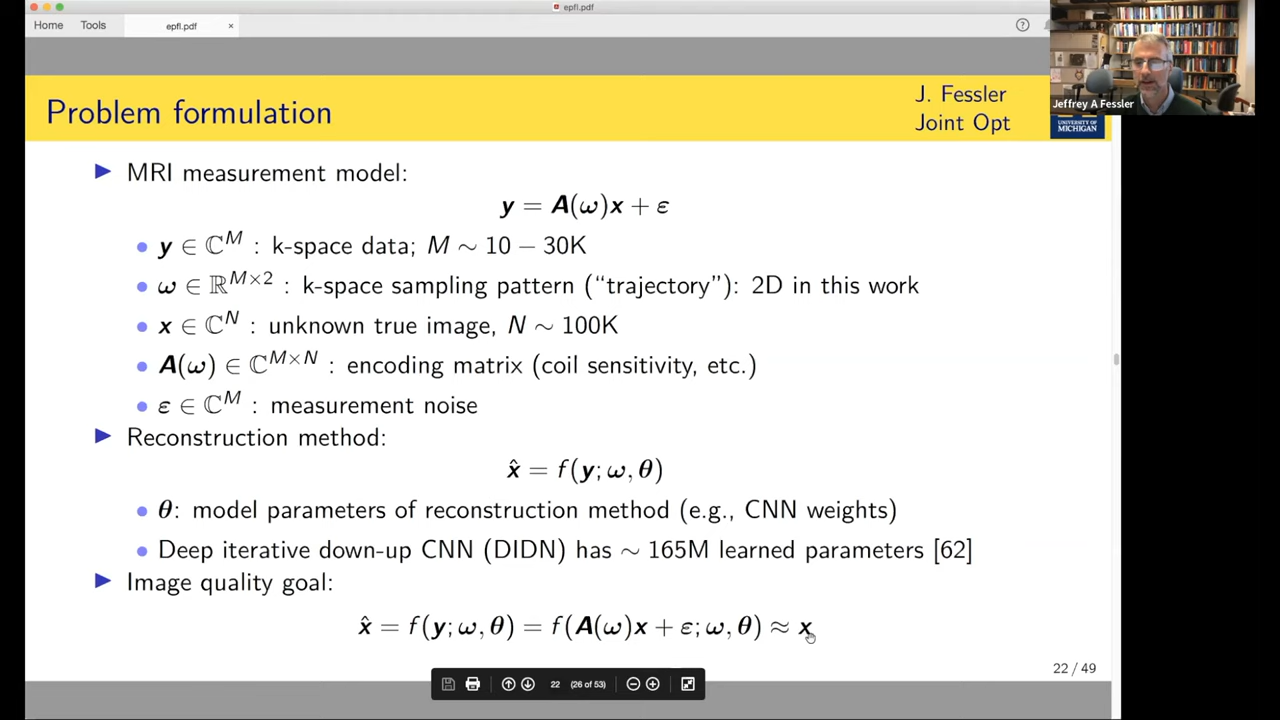 epfl.pdf
Home Tools epfl.pdf ×
Problem formulation
J. Fessler
Joint Opt
Jeffrey A Fessler
UNIVERSITY OF
MICHIGAN
▶ MRI measurement model:
y = A(ω)x + ε
• y ∈ ℂ^M : k-space data; M ∼ 10 − 30K
• ω ∈ ℝ^{M×2} : k-space sampling pattern (“trajectory”): 2D in this work
• x ∈ ℂ^N : unknown true image, N ∼ 100K
• A(ω) ∈ ℂ^{M×N} : encoding matrix (coil sensitivity, etc.)
• ε ∈ ℂ^M : measurement noise
▶ Reconstruction method:
x̂ = f(y; ω, θ)
• θ: model parameters of reconstruction method (e.g., CNN weights)
• Deep iterative down-up CNN (DIDN) has ∼ 165M learned parameters [62]
▶ Image quality goal:
x̂ = f(y; ω, θ) = f(A(ω)x + ε; ω, θ) ≈ x
22 / 49
22 (26 of 53)